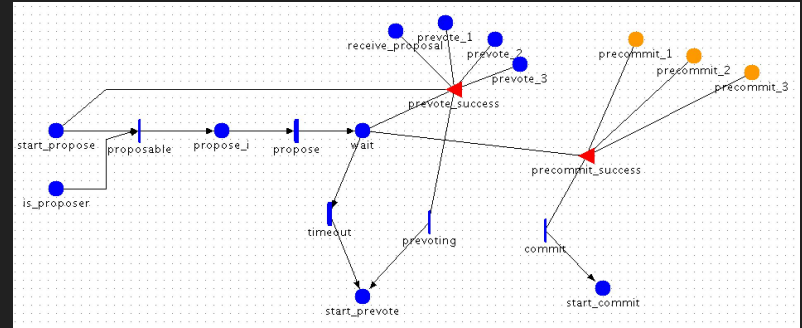 prevote_1
receive_proposal
prevote_2
precommit_1
precommit_2
prevote_3
precommit_3
prevote_success
start_propose
proposable
propose_i
propose
wait
precommit_success
is_proposer
timeout
prevoting
commit
start_prevote
start_commit